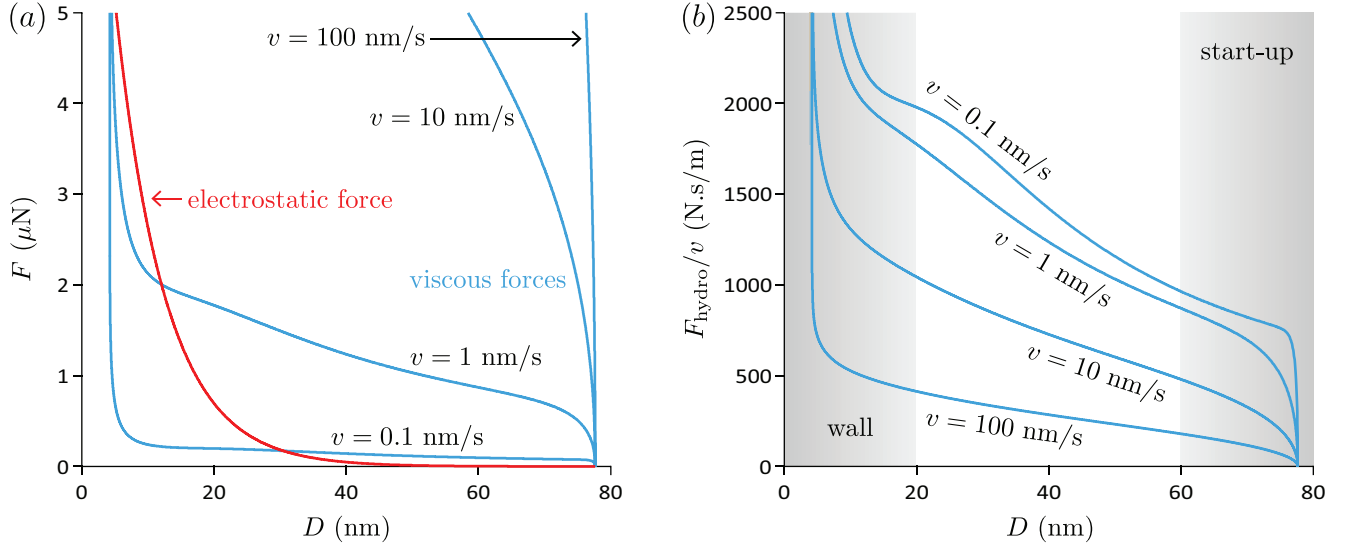 (a)
v = 100 nm/s
v = 10 nm/s
electrostatic force
viscous forces
v = 1 nm/s
v = 0.1 nm/s
F (μN)
5
4
3
2
1
0
0 20 40 60 80
D (nm)
(b)
start-up
v = 0.1 nm/s
v = 1 nm/s
v = 10 nm/s
v = 100 nm/s
wall
F_hydro/v (N.s/m)
2500
2000
1500
1000
500
0
0 20 40 60 80
D (nm)